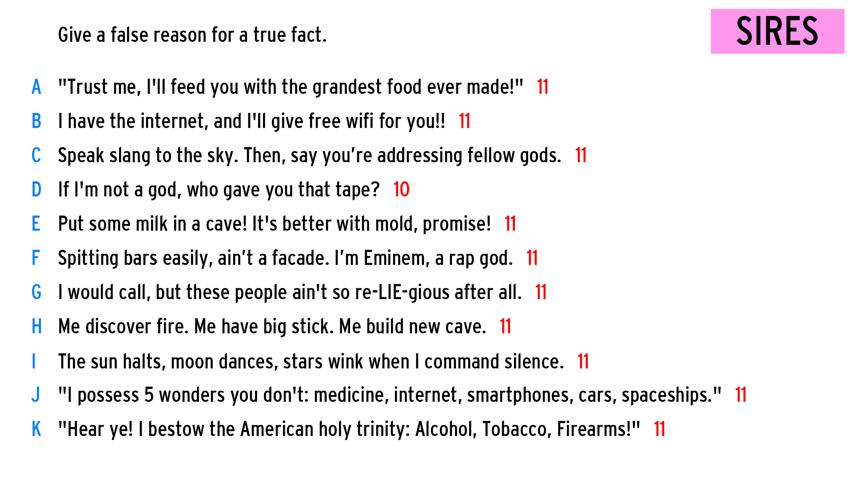 Give a false reason for a true fact.
SIRES
A "Trust me, I'll feed you with the grandest food ever made!" 11
B I have the internet, and I'll give free wifi for you!! 11
C Speak slang to the sky. Then, say you’re addressing fellow gods. 11
D If I'm not a god, who gave you that tape? 10
E Put some milk in a cave! It's better with mold, promise! 11
F Spitting bars easily, ain’t a facade. I’m Eminem, a rap god. 11
G I would call, but these people ain't so re-LIE-gious after all. 11
H Me discover fire. Me have big stick. Me build new cave. 11
I The sun halts, moon dances, stars wink when I command silence. 11
J "I possess 5 wonders you don't: medicine, internet, smartphones, cars, spaceships." 11
K "Hear ye! I bestow the American holy trinity: Alcohol, Tobacco, Firearms!" 11